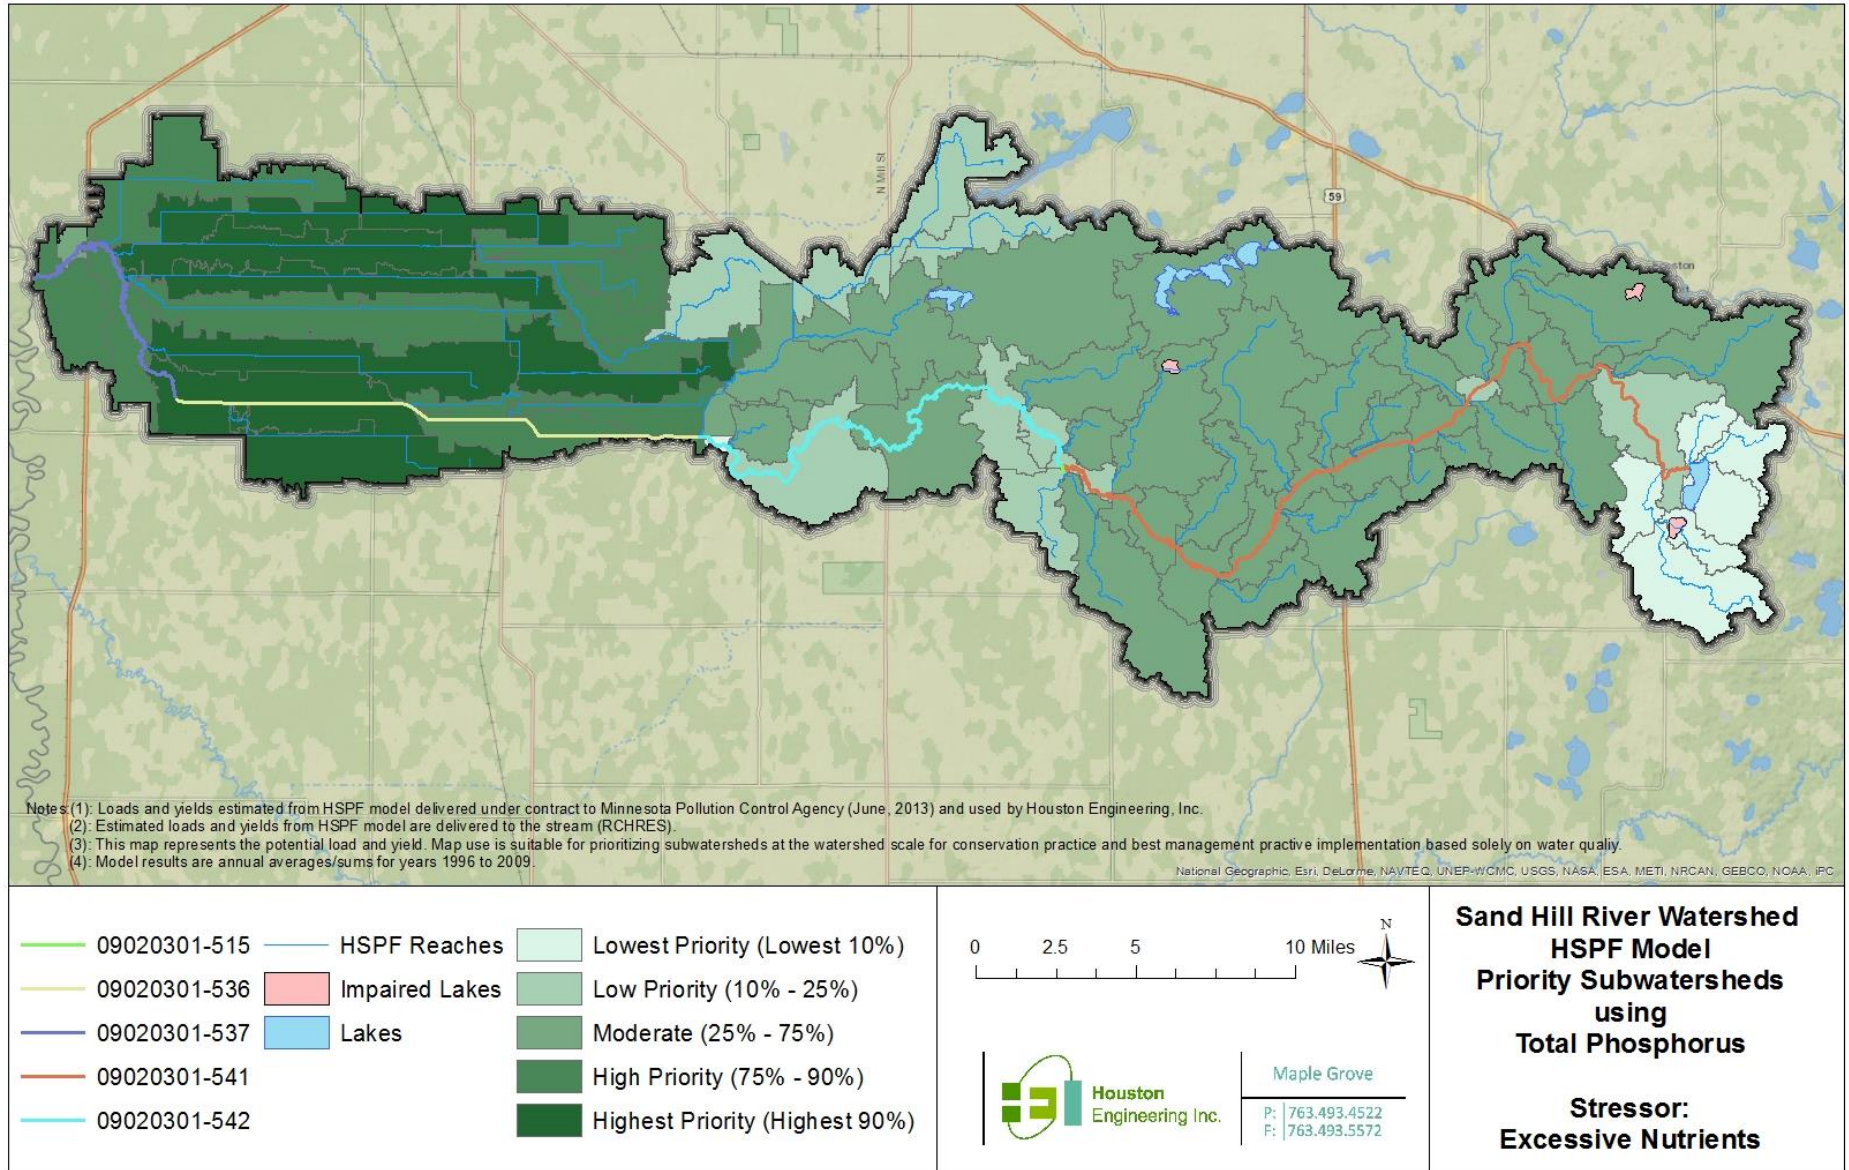 N Mill St
59
Notes:(1): Loads and yields estimated from HSPF model delivered under contract to Minnesota Pollution Control Agency (June, 2013) and used by Houston Engineering, Inc.
(2): Estimated loads and yields from HSPF model are delivered to the stream (RCHRES).
(3): This map represents the potential load and yield. Map use is suitable for prioritizing subwatersheds at the watershed scale for conservation practice and best management practive implementation based solely on water qualiy.
(4): Model results are annual averages/sums for years 1996 to 2009.
National Geographic, Esri, DeLorme, NAVTEQ, UNEP-WCMC, USGS, NASA, ESA, METI, NRCAN, GEBCO, NOAA, iPC
09020301-515
09020301-536
09020301-537
09020301-541
09020301-542
HSPF Reaches
Impaired Lakes
Lakes
Lowest Priority (Lowest 10%)
Low Priority (10% - 25%)
Moderate (25% - 75%)
High Priority (75% - 90%)
Highest Priority (Highest 90%)
0 2.5 5 10 Miles
N
Houston
Engineering Inc.
Maple Grove
P: 763.493.4522
F: 763.493.5572
Sand Hill River Watershed
HSPF Model
Priority Subwatersheds
using
Total Phosphorus
Stressor:
Excessive Nutrients